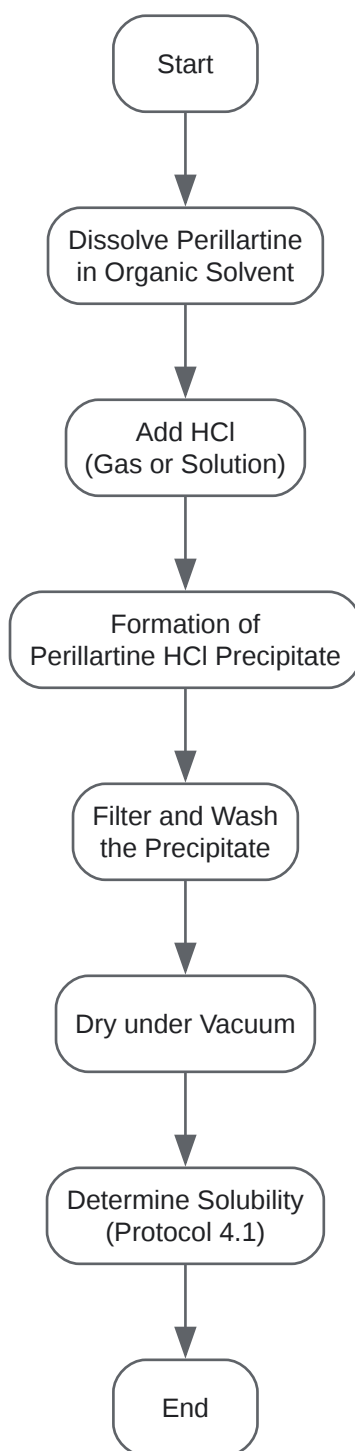 Start
Dissolve Perillartine
in Organic Solvent
Add HCl
(Gas or Solution)
Formation of
Perillartine HCl Precipitate
Filter and Wash
the Precipitate
Dry under Vacuum
Determine Solubility
(Protocol 4.1)
End